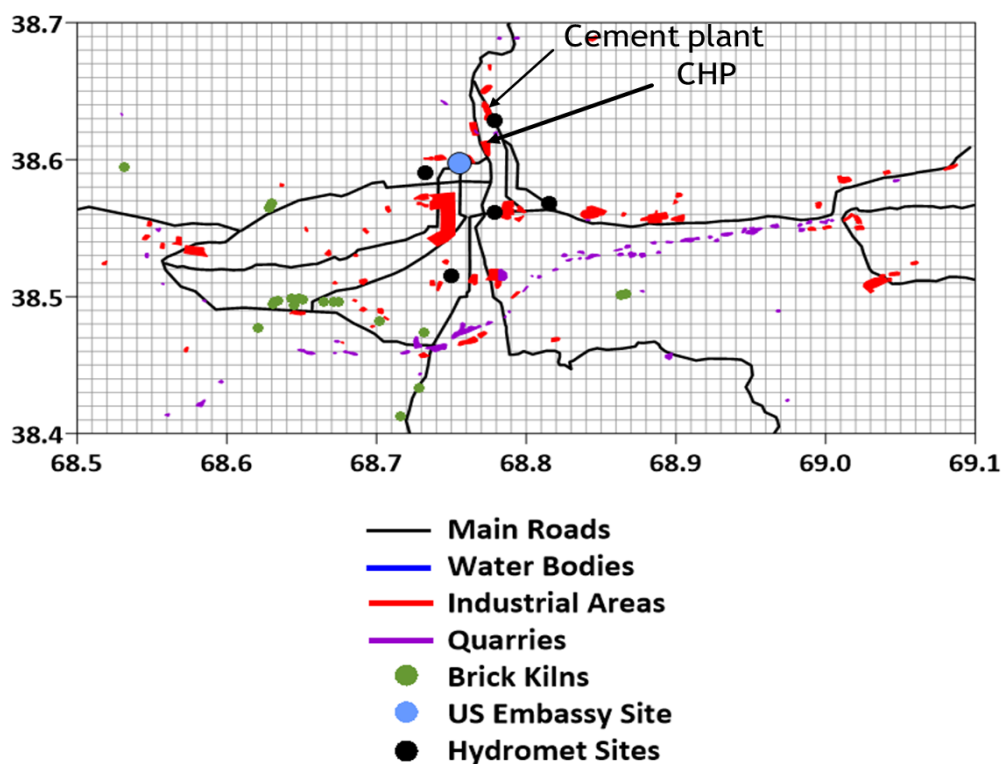 38.7
Cement plant
CHP
38.6
38.5
38.4
68.5 68.6 68.7 68.8 68.9 69.0 69.1
Main Roads
Water Bodies
Industrial Areas
Quarries
Brick Kilns
US Embassy Site
Hydromet Sites